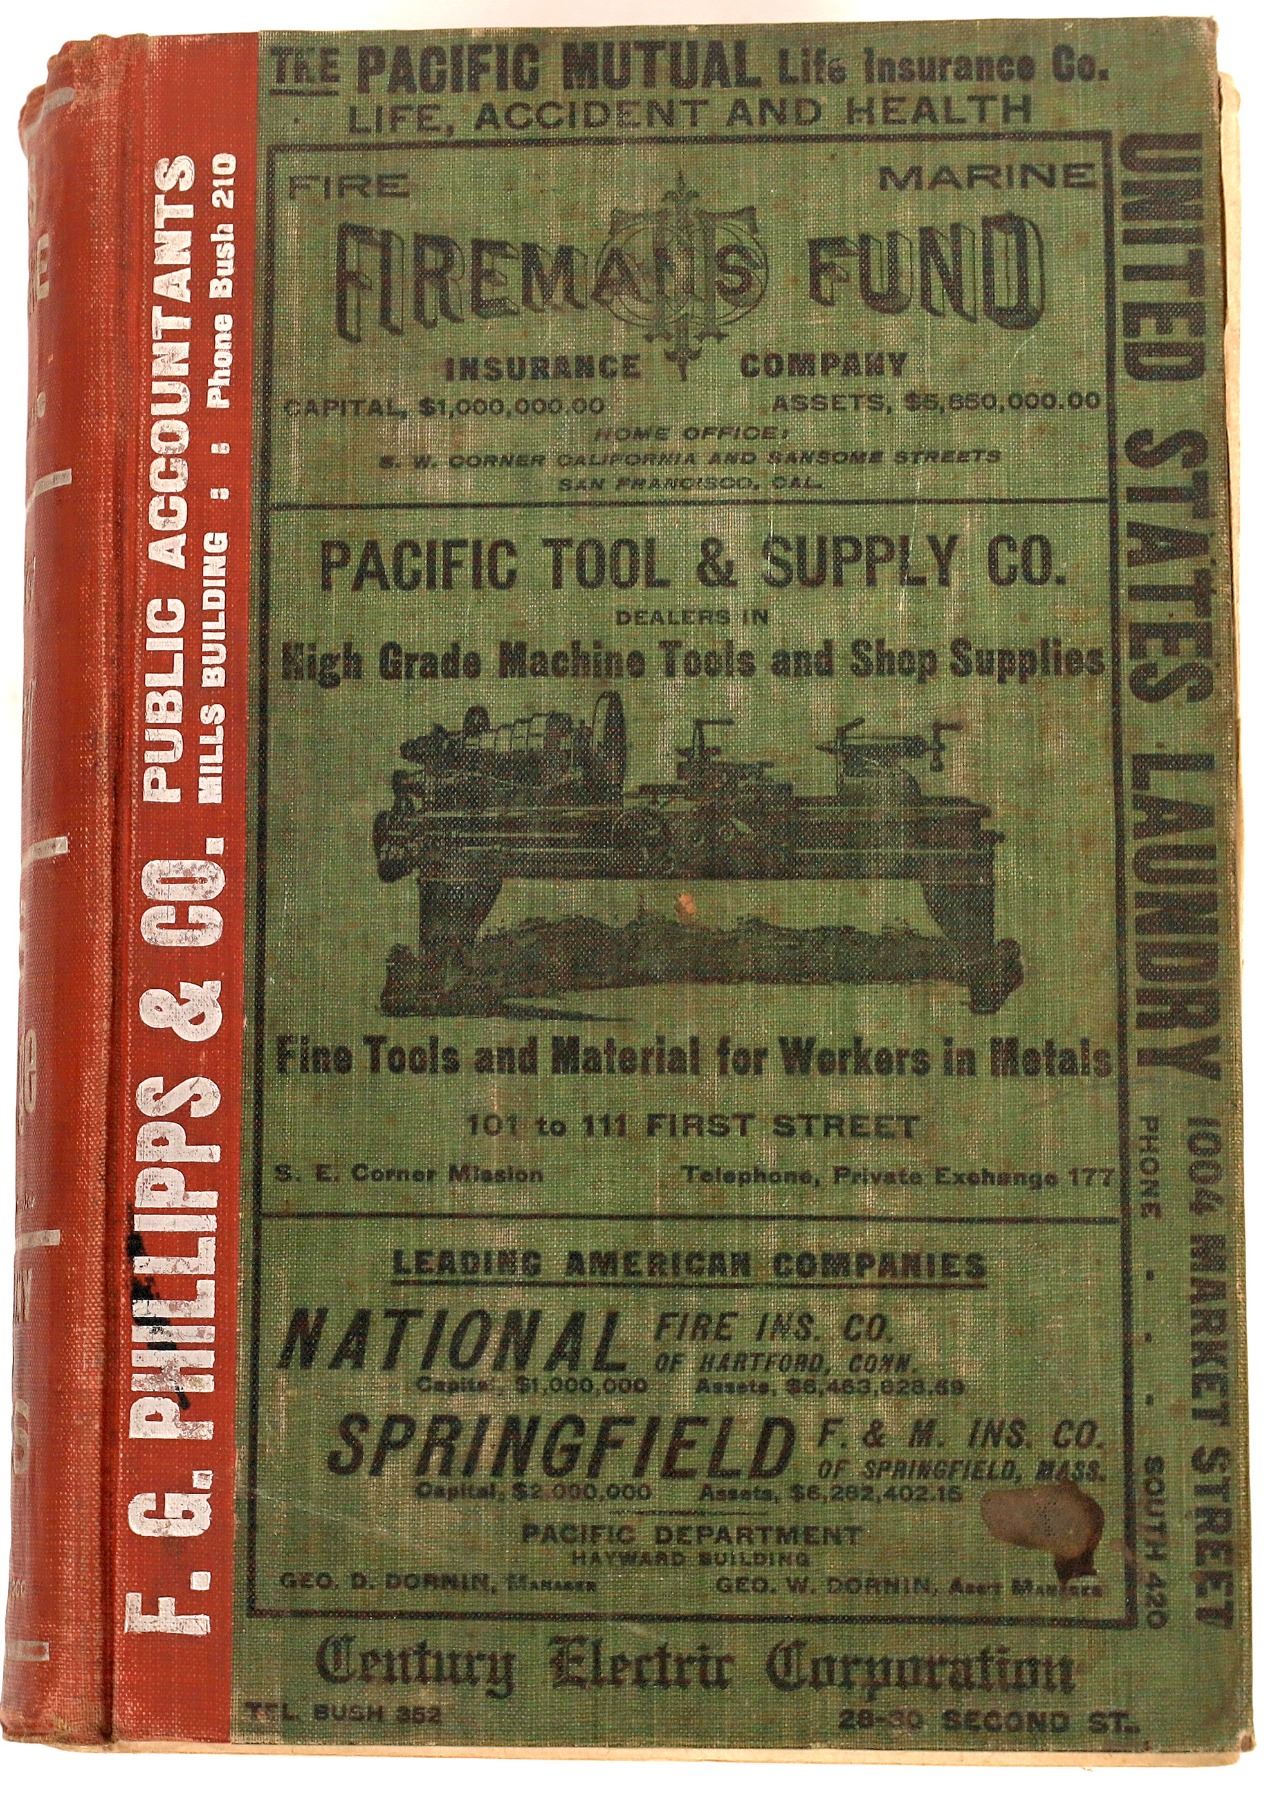 THE PACIFIC MUTUAL Life Insurance Co.
LIFE, ACCIDENT AND HEALTH
FIRE MARINE
FIREMANS FUND
INSURANCE COMPANY
CAPITAL, $1,000,000.00 ASSETS, $5,650,000.00
HOME OFFICE:
S. W. CORNER CALIFORNIA AND SANSOME STREETS
SAN FRANCISCO, CAL.
PACIFIC TOOL & SUPPLY CO.
DEALERS IN
High Grade Machine Tools and Shop Supplies
Fine Tools and Material for Workers in Metals
101 to 111 FIRST STREET
S. E. Corner Mission Telephone, Private Exchange 177
LEADING AMERICAN COMPANIES
NATIONAL FIRE INS. CO.
OF HARTFORD, CONN.
Capital, $1,000,000 Assets, $6,463,628.69
SPRINGFIELD F. & M. INS. CO.
OF SPRINGFIELD, MASS.
Capital, $2,000,000 Assets, $6,282,402.15
PACIFIC DEPARTMENT
HAYWARD BUILDING
GEO. D. DORNIN, MANAGER GEO. W. DORNIN, ASST MANAGER
Century Electric Corporation
TEL. BUSH 352 28-30 SECOND ST.
F. G. PHILLIPPS & CO. PUBLIC ACCOUNTANTS
MILLS BUILDING : : Phone Bush 210
UNITED STATES LAUNDRY 1004 MARKET STREET
PHONE - - - - SOUTH 420